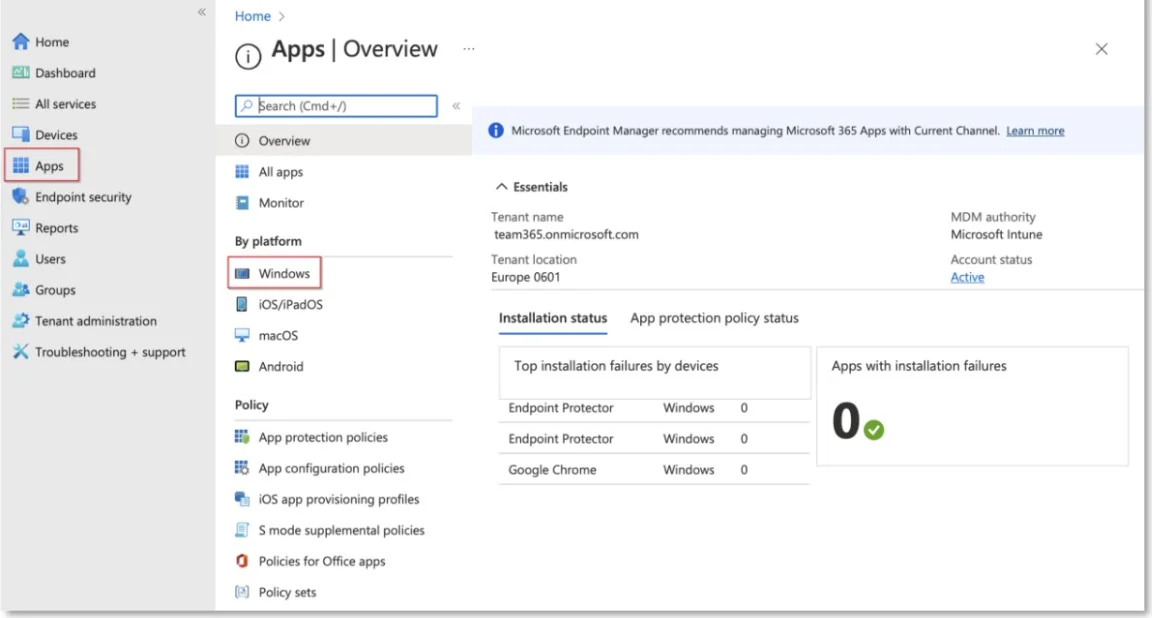 «
Home
Dashboard
All services
Devices
Apps
Endpoint security
Reports
Users
Groups
Tenant administration
Troubleshooting + support
Home >
Apps | Overview ...
Search (Cmd+/)
«
Overview
All apps
Monitor
By platform
Windows
iOS/iPadOS
macOS
Android
Policy
App protection policies
App configuration policies
iOS app provisioning profiles
S mode supplemental policies
Policies for Office apps
Policy sets
Microsoft Endpoint Manager recommends managing Microsoft 365 Apps with Current Channel. Learn more
Essentials
Tenant name
team365.onmicrosoft.com
Tenant location
Europe 0601
MDM authority
Microsoft Intune
Account status
Active
Installation status App protection policy status
Top installation failures by devices
Endpoint Protector Windows 0
Endpoint Protector Windows 0
Google Chrome Windows 0
Apps with installation failures
0